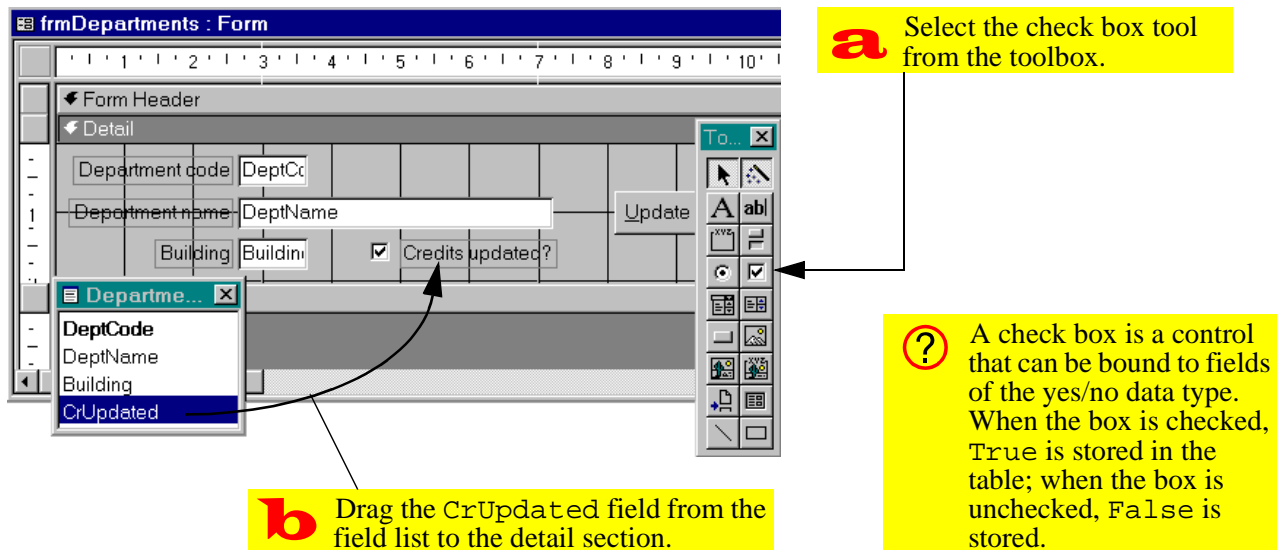 frmDepartments : Form
1 2 3 4 5 6 7 8 9 10
Form Header
Detail
Department code DeptCo
Department name DeptName
Update
1
Building Buildin
Credits updated?
To...
A ab|
XYZ
Departme...
DeptCode
DeptName
Building
CrUpdated
a Select the check box tool
from the toolbox.
? A check box is a control
that can be bound to fields
of the yes/no data type.
When the box is checked,
True is stored in the
table; when the box is
unchecked, False is
stored.
b Drag the CrUpdated field from the
field list to the detail section.